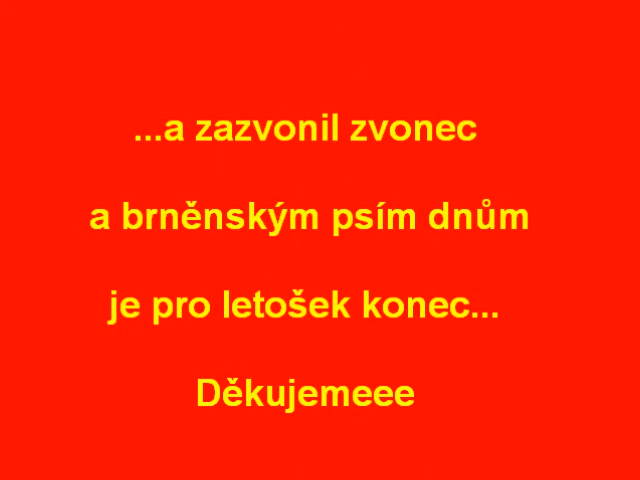 ...a zazvonil zvonec
a brněnským psím dnům
je pro letošek konec...
Děkujemeee